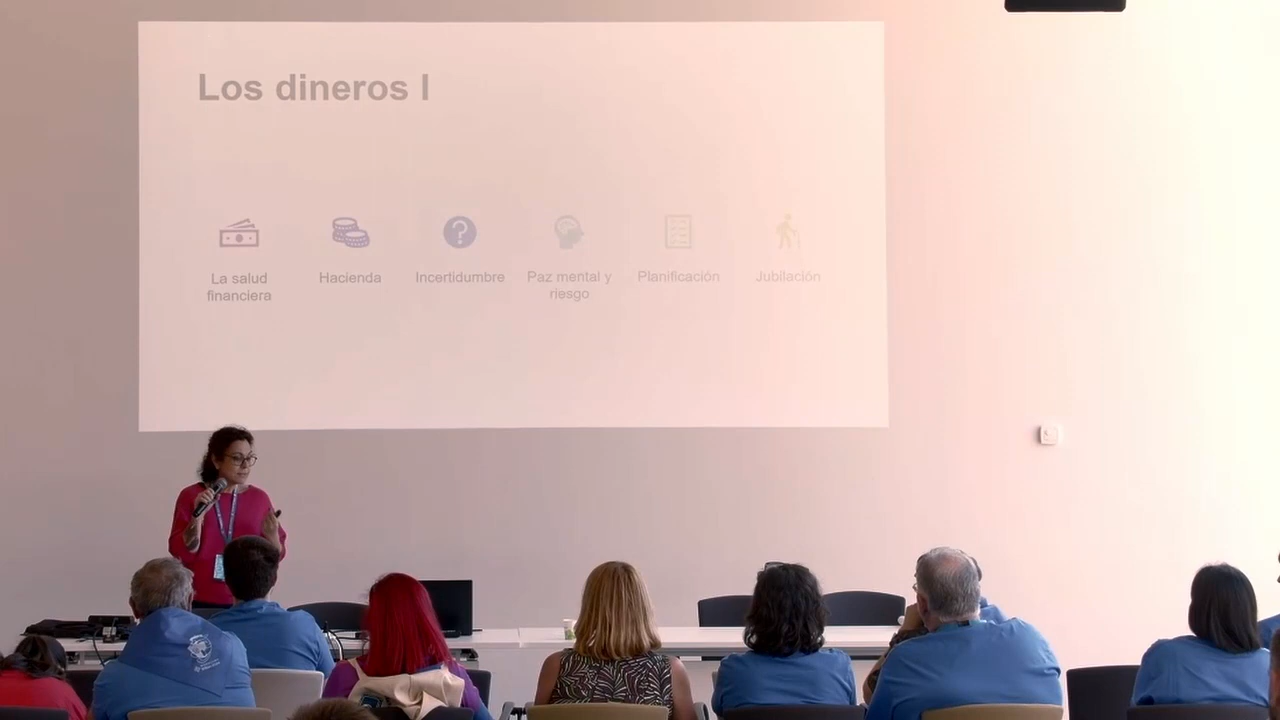 Los dineros I
La salud
financiera
Hacienda
Incertidumbre
Paz mental y
riesgo
Planificación
Jubilación